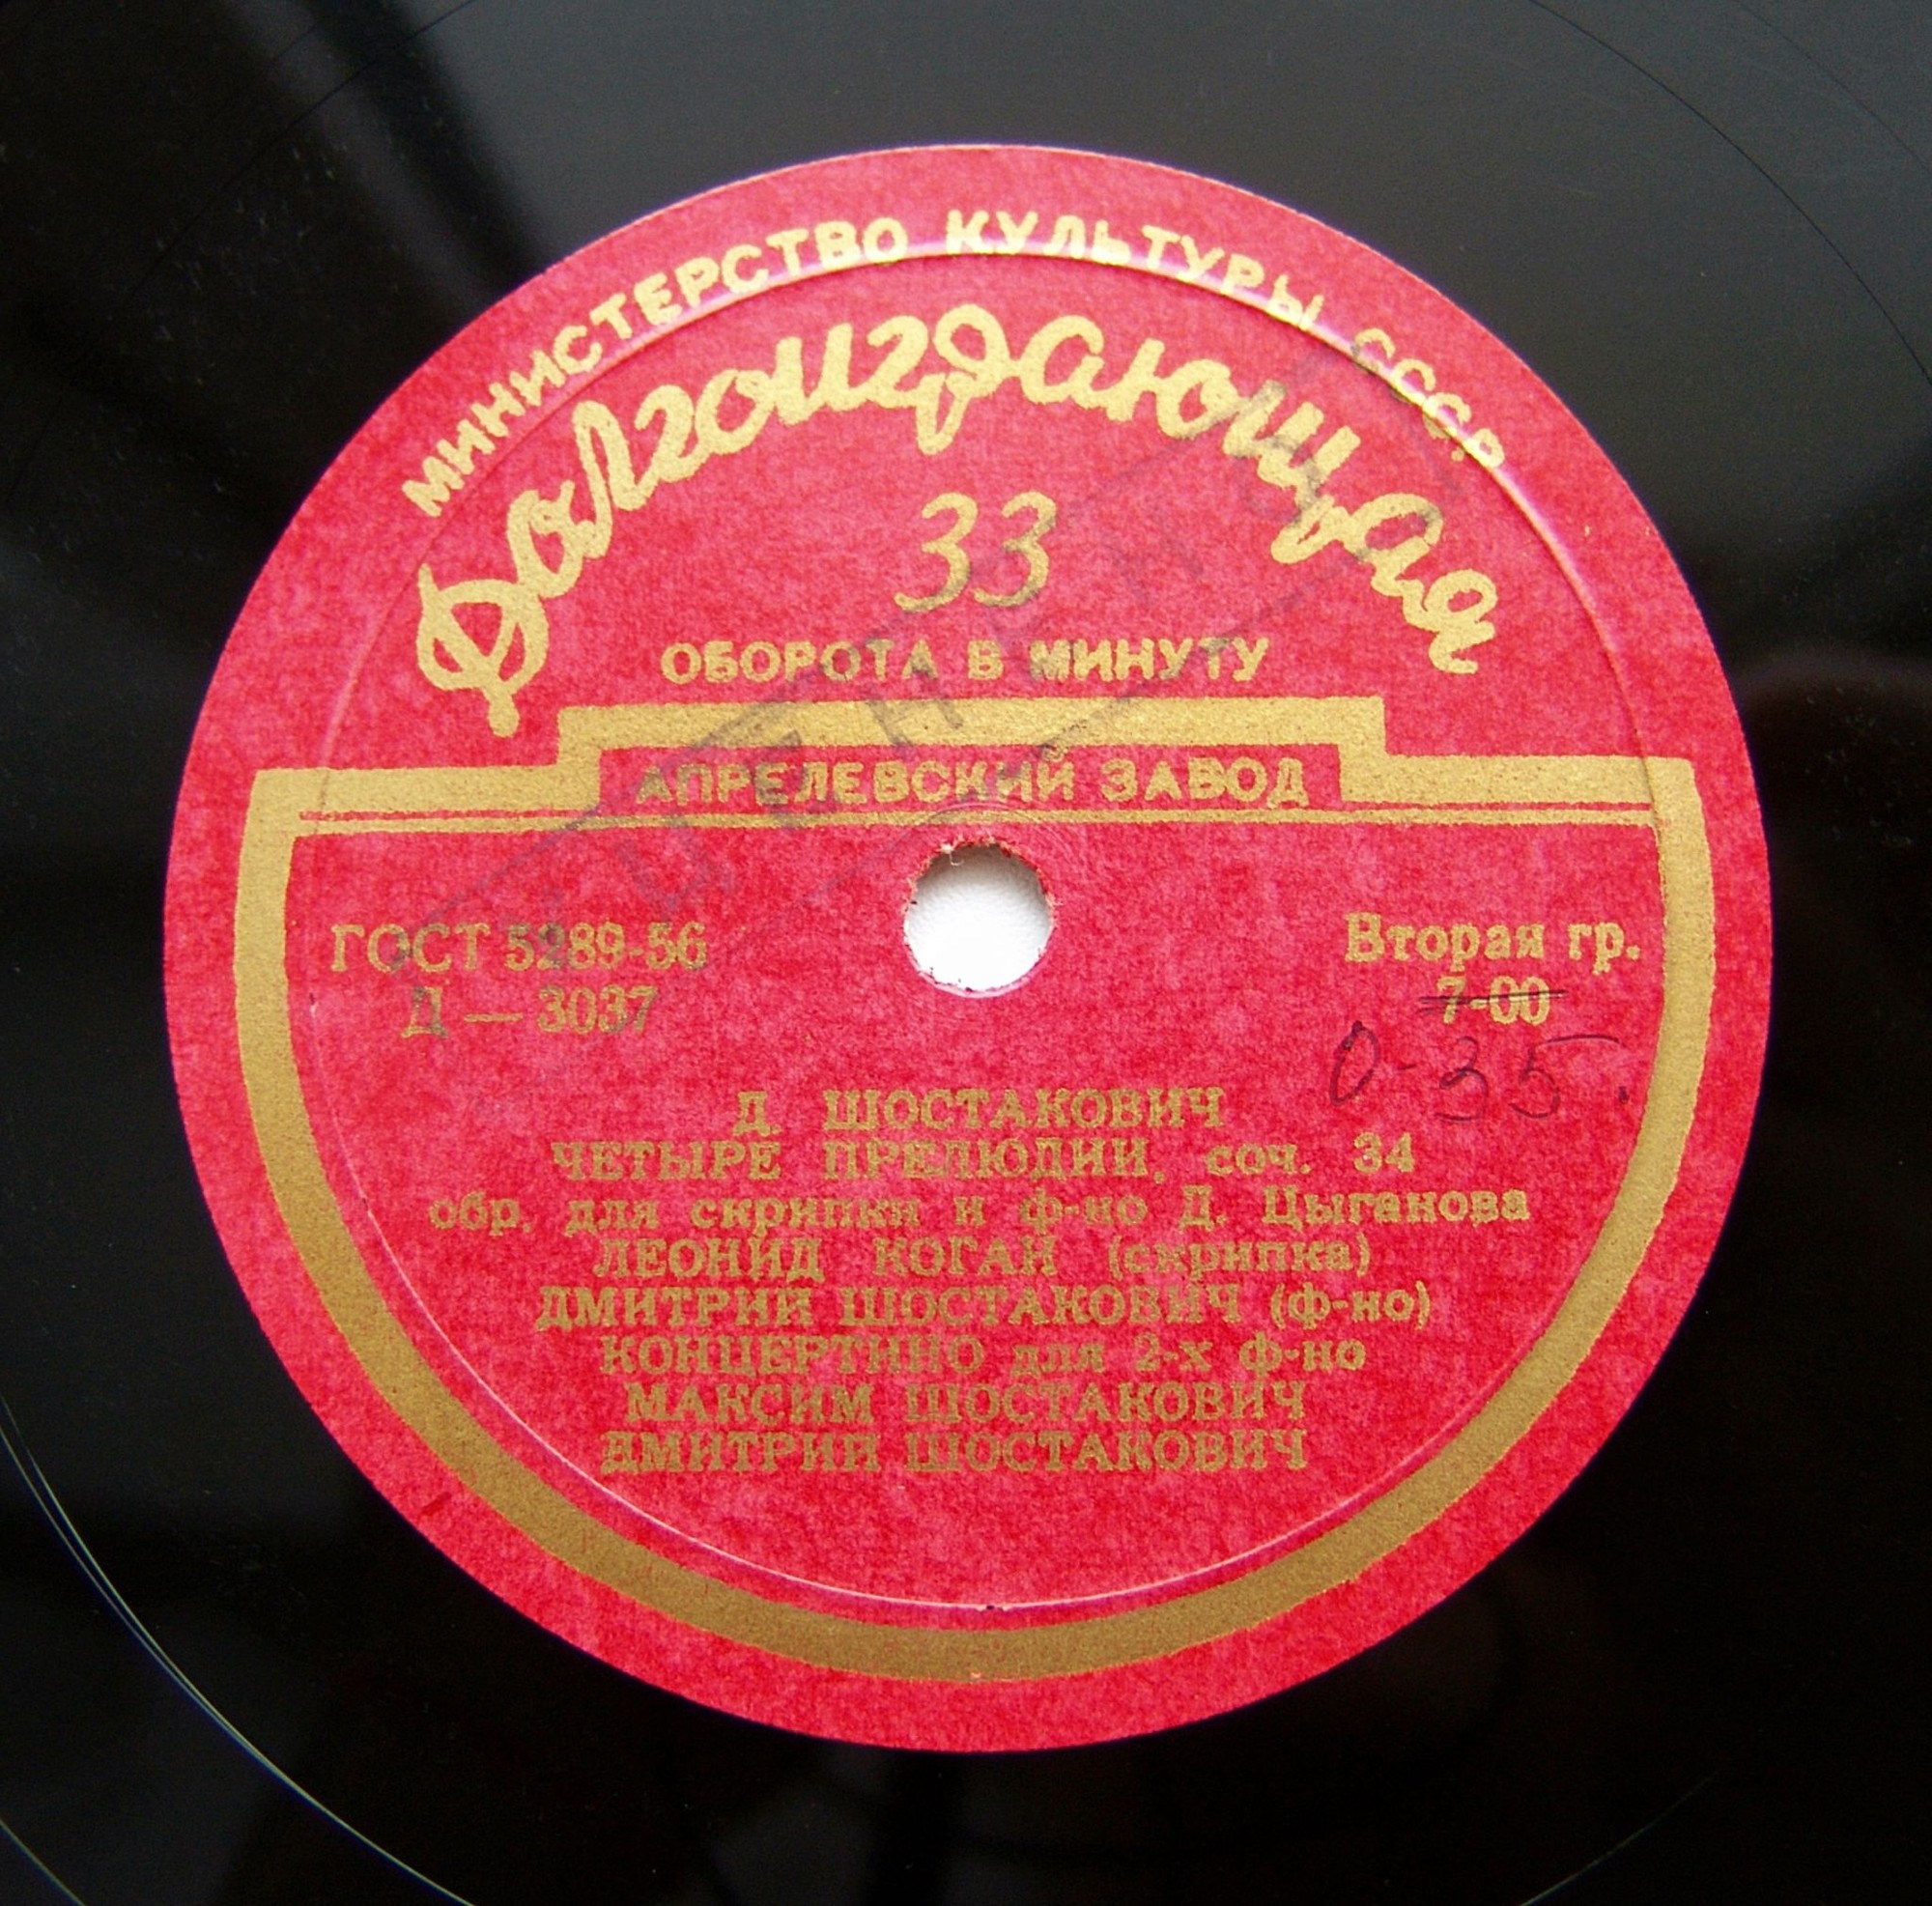 МИНИСТЕРСТВО КУЛЬТУРЫ СССР
Долгоиграющая
33
ОБОРОТА В МИНУТУ
АПРЕЛЕВСКИЙ ЗАВОД
ГОСТ 5289-56
Д — 3037
Вторая гр.
7-00
0-35.
Д. ШОСТАКОВИЧ
ЧЕТЫРЕ ПРЕЛЮДИИ, соч. 34
обр. для скрипки и ф-но Д. Цыганова
ЛЕОНИД КОГАН (скрипка)
ДМИТРИЙ ШОСТАКОВИЧ (ф-но)
КОНЦЕРТИНО для 2-х ф-но
МАКСИМ ШОСТАКОВИЧ
ДМИТРИЙ ШОСТАКОВИЧ